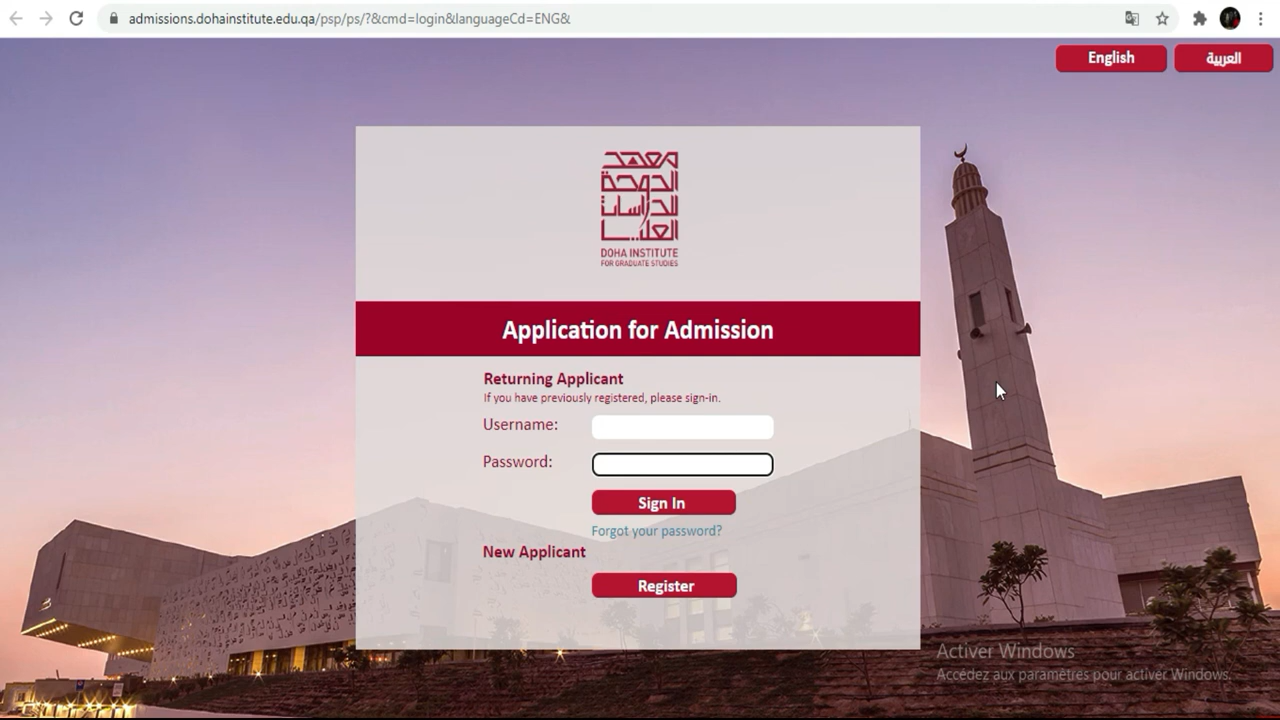 admissions.dohainstitute.edu.qa/psp/ps/?&cmd=login&languageCd=ENG&
English
العربية
معهد
الدوحة
للدراسات
العليا
DOHA INSTITUTE
FOR GRADUATE STUDIES
Application for Admission
Returning Applicant
If you have previously registered, please sign-in.
Username:
Password:
Sign In
Forgot your password?
New Applicant
Register
Activer Windows
Accédez aux paramètres pour activer Windows.